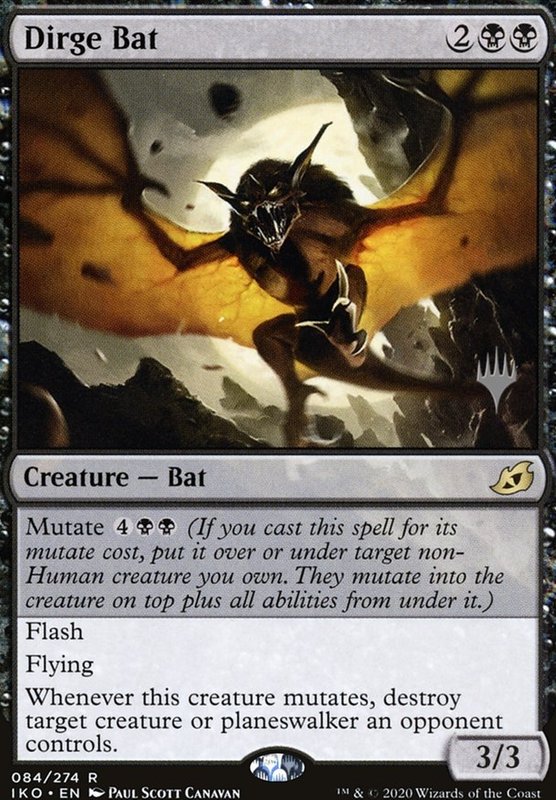 Dirge Bat 2
Creature — Bat
Mutate 4 (If you cast this spell for its
mutate cost, put it over or under target non-
Human creature you own. They mutate into the
creature on top plus all abilities from under it.)
Flash
Flying
Whenever this creature mutates, destroy
target creature or planeswalker an opponent
controls.
3/3
084/274 R
IKO • EN Paul Scott Canavan ™ & © 2020 Wizards of the Coast